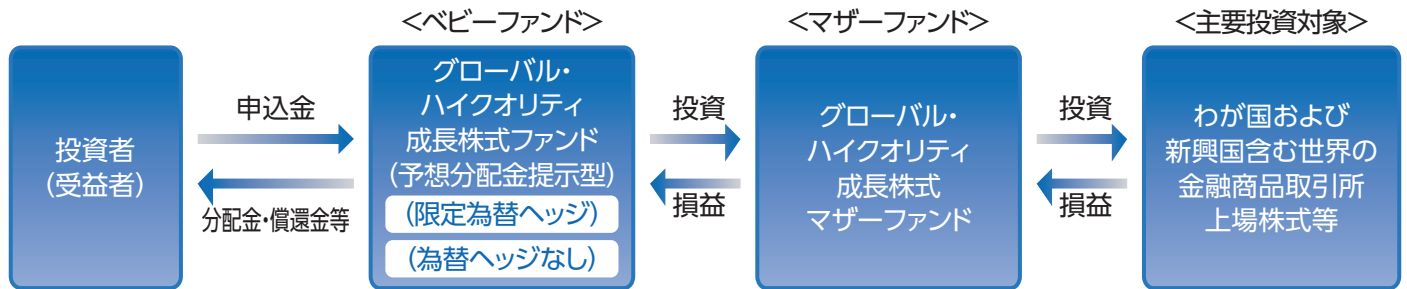 <ベビーファンド>
<マザーファンド>
<主要投資対象>
投資者
(受益者)
申込金
分配金・償還金等
グローバル・
ハイクオリティ
成長株式ファンド
(予想分配金提示型)
(限定為替ヘッジ)
(為替ヘッジなし)
投資
損益
グローバル・
ハイクオリティ
成長株式
マザーファンド
投資
損益
わが国および
新興国含む世界の
金融商品取引所
上場株式等